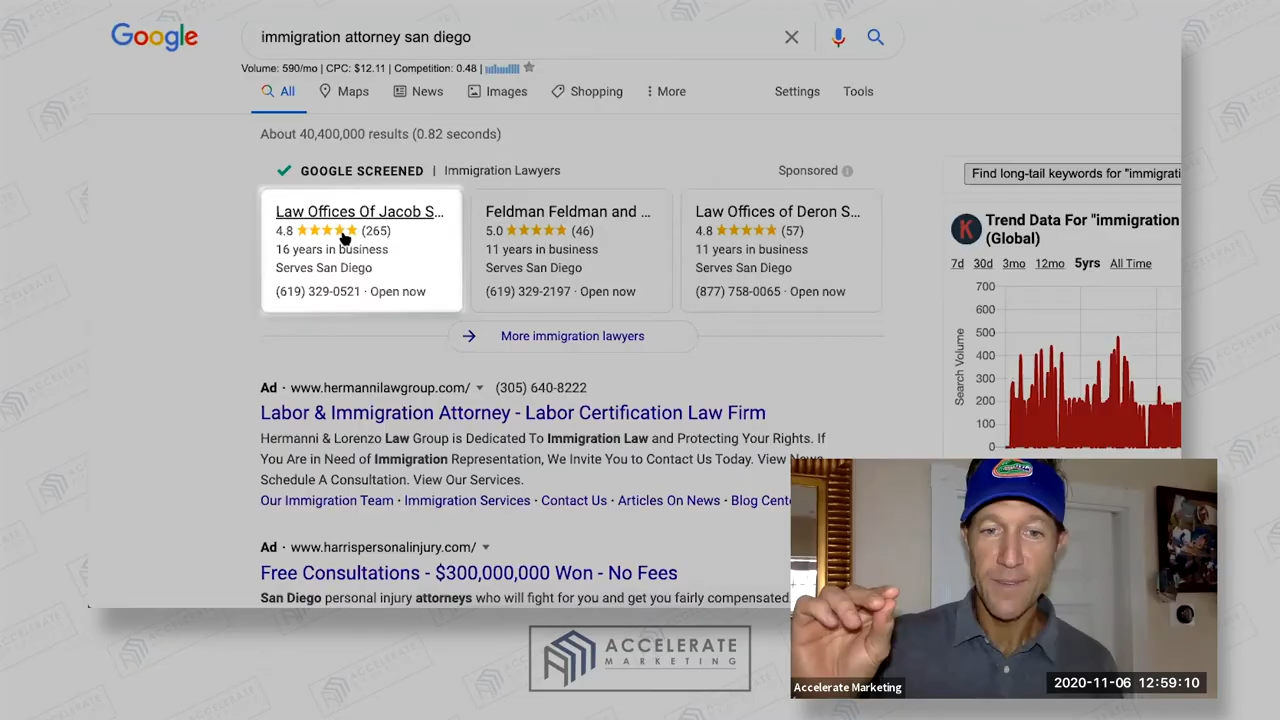 Google
immigration attorney san diego
Volume: 590/mo | CPC: $12.11 | Competition: 0.48 |
All
Maps
News
Images
Shopping
More
Settings
Tools
About 40,400,000 results (0.82 seconds)
GOOGLE SCREENED | Immigration Lawyers
Sponsored
Law Offices Of Jacob S...
4.8 (265)
16 years in business
Serves San Diego
(619) 329-0521 · Open now
Feldman Feldman and ...
5.0 (46)
11 years in business
Serves San Diego
(619) 329-2197 · Open now
Law Offices of Deron S...
4.8 (57)
11 years in business
Serves San Diego
(877) 758-0065 · Open now
More immigration lawyers
Ad · www.hermannilawgroup.com/ (305) 640-8222
Labor & Immigration Attorney - Labor Certification Law Firm
Hermanni & Lorenzo Law Group is Dedicated To Immigration Law and Protecting Your Rights. If
You Are in Need of Immigration Representation, We Invite You to Contact Us Today. View News.
Schedule A Consultation. View Our Services.
Our Immigration Team · Immigration Services · Contact Us · Articles On News · Blog Cente
Ad · www.harrispersonalinjury.com/
Free Consultations - $300,000,000 Won - No Fees
San Diego personal injury attorneys who will fight for you and get you fairly compensated.
Find long-tail keywords for "immigrati
K
Trend Data For "immigration
(Global)
7d 30d 3mo 12mo 5yrs All Time
Search Volume
700
600
500
400
300
200
100
0
ACCELERATE
MARKETING
Accelerate Marketing
2020-11-06 12:59:10